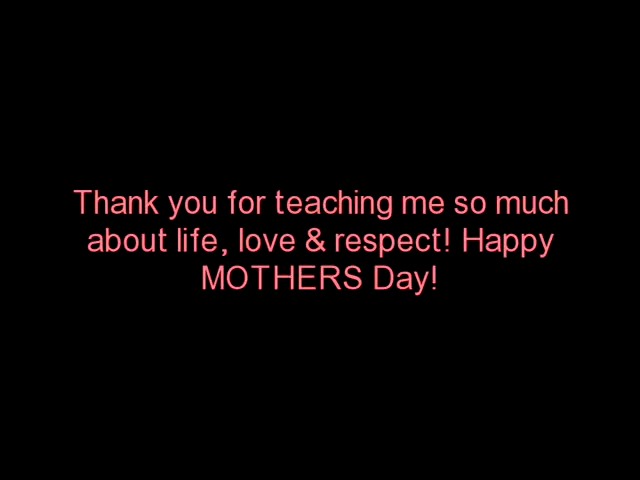 Thank you for teaching me so much
about life, love & respect! Happy
MOTHERS Day!